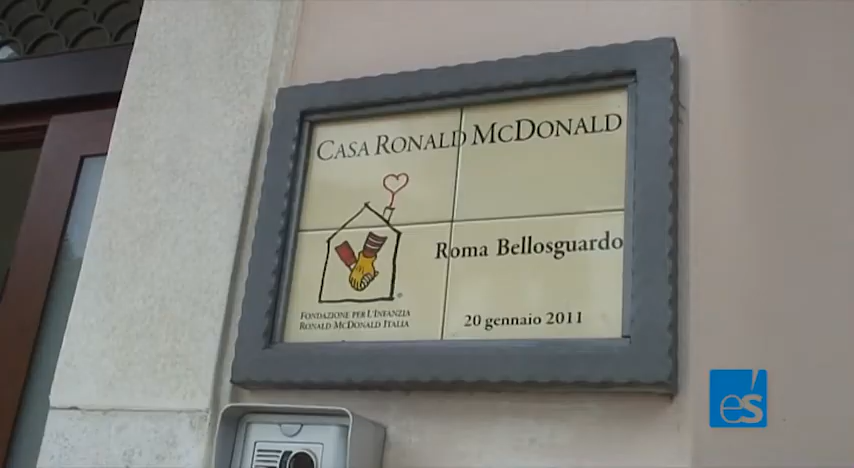 CASA RONALD MCDONALD
Roma Bellosguardo
FONDAZIONE PER L'INFANZIA
RONALD MCDONALD ITALIA
20 gennaio 2011
es